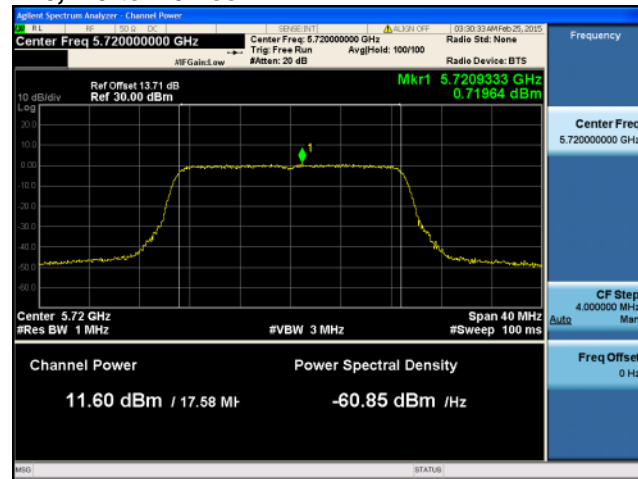 Agilent Spectrum Analyzer - Channel Power
RL RF 50 Ω DC SENSE:INT ALIGN OFF 03:30:33 AM Feb 25, 2015
Center Freq 5.720000000 GHz
Center Freq: 5.720000000 GHz
Radio Std: None
Trig: Free Run Avg|Hold: 100/100
#IFGain:Low #Atten: 20 dB Radio Device: BTS
Frequency
Ref Offset 13.71 dB
Mkr1 5.7209333 GHz
10 dB/div Ref 30.00 dBm 0.71964 dBm
Log
20.0
10.0
0.00
-10.0
-20.0
-30.0
-40.0
-50.0
-60.0
1
Center 5.72 GHz Span 40 MHz
#Res BW 1 MHz #VBW 3 MHz #Sweep 100 ms
Channel Power Power Spectral Density
11.60 dBm / 17.58 MH -60.85 dBm /Hz
Center Freq
5.720000000 GHz
CF Step
4.000000 MHz
Auto Man
Freq Offset
0 Hz
MSG STATUS